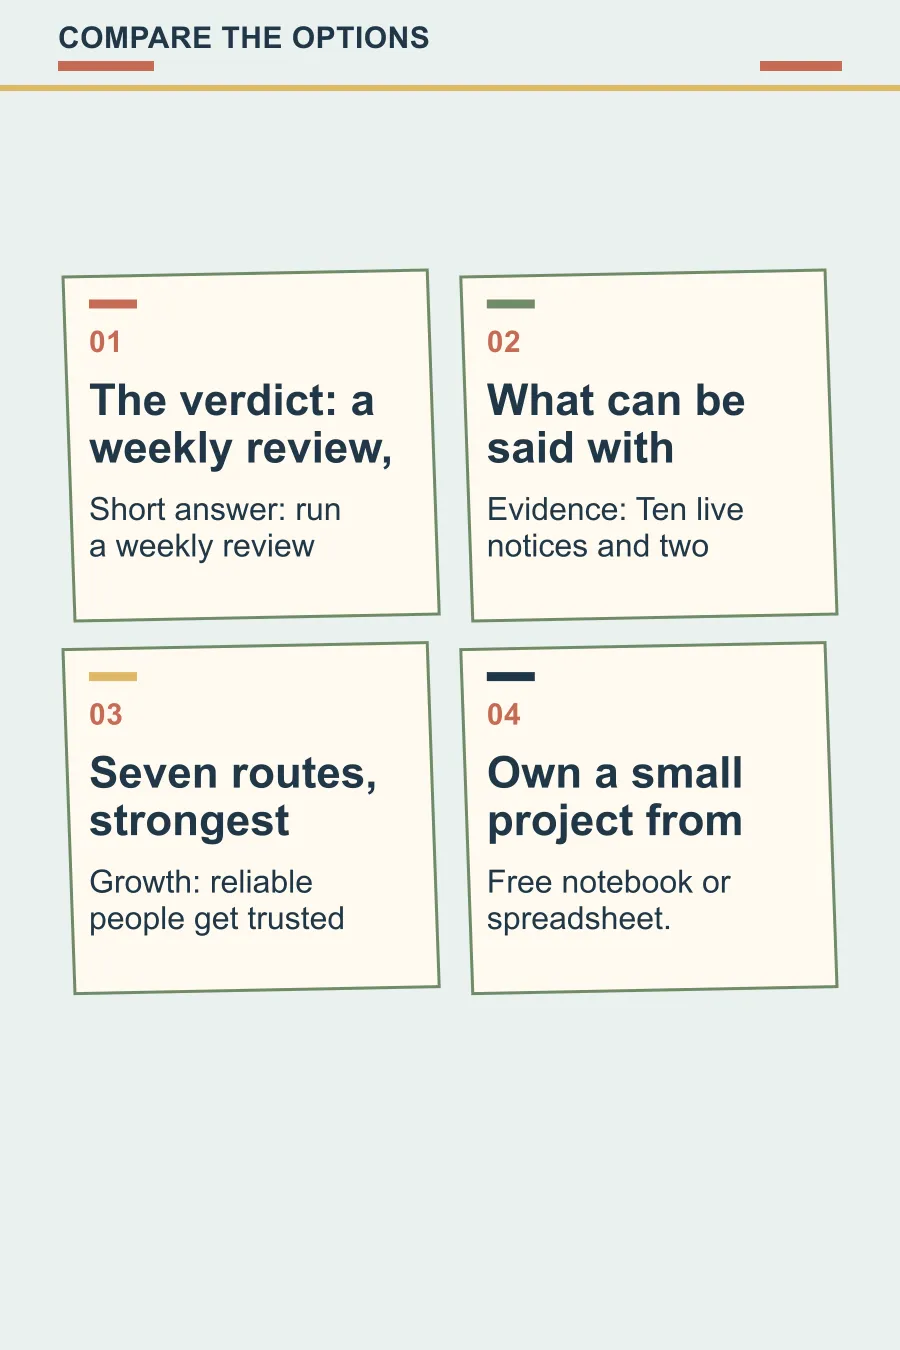 COMPARE THE OPTIONS
01
The verdict: a
weekly review,
Short answer: run
a weekly review
02
What can be
said with
Evidence: Ten live
notices and two
03
Seven routes,
strongest
Growth: reliable
people get trusted
04
Own a small
project from
Free notebook or
spreadsheet.